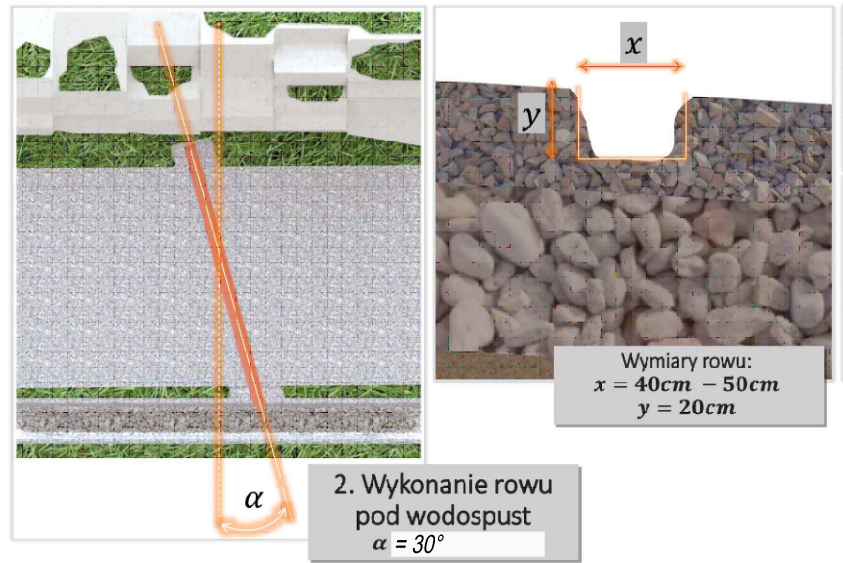 x
y
Wymiary rowu:
x = 40cm − 50cm
y = 20cm
α
2. Wykonanie rowu
pod wodospust
α = 30°